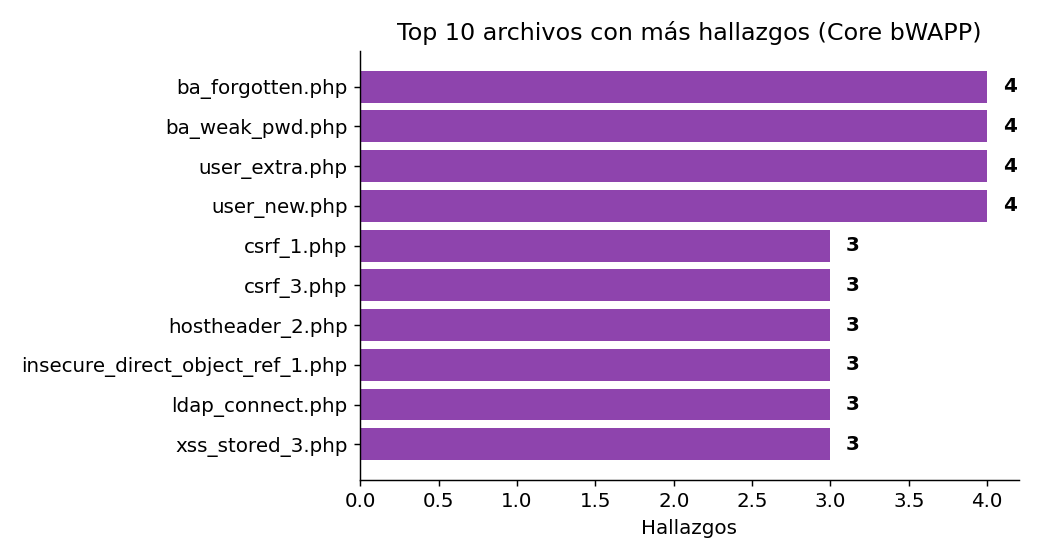 Top 10 archivos con más hallazgos (Core bWAPP)
ba_forgotten.php 4
ba_weak_pwd.php 4
user_extra.php 4
user_new.php 4
csrf_1.php 3
csrf_3.php 3
hostheader_2.php 3
insecure_direct_object_ref_1.php 3
ldap_connect.php 3
xss_stored_3.php 3
0.0 0.5 1.0 1.5 2.0 2.5 3.0 3.5 4.0
Hallazgos